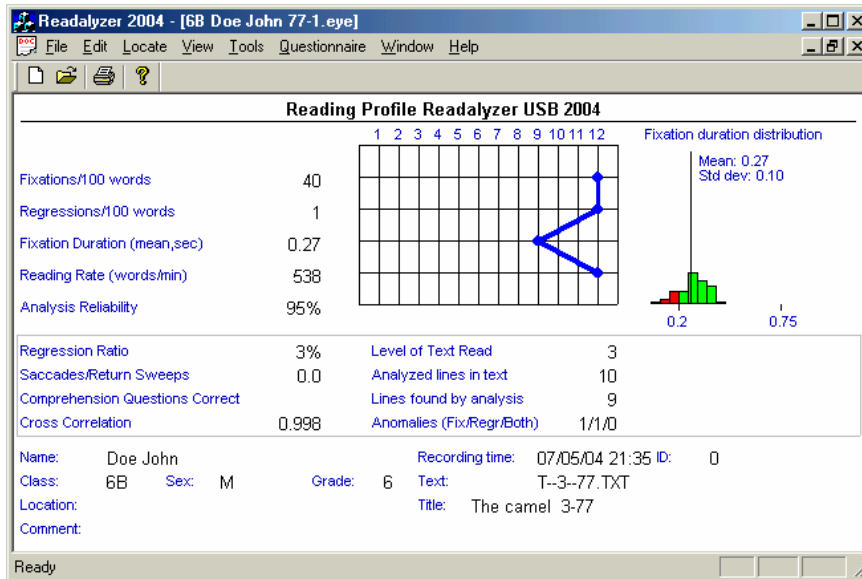 Readalyzer 2004 - [6B Doe John 77-1.eye]
File Edit Locate View Tools Questionnaire Window Help
Reading Profile Readalyzer USB 2004
1 2 3 4 5 6 7 8 9 10 11 12 Fixation duration distribution
Mean: 0.27
Std dev: 0.10
Fixations/100 words 40
Regressions/100 words 1
Fixation Duration (mean,sec) 0.27
Reading Rate (words/min) 538
Analysis Reliability 95%
0.2 0.75
Regression Ratio 3% Level of Text Read 3
Saccades/Return Sweeps 0.0 Analyzed lines in text 10
Comprehension Questions Correct Lines found by analysis 9
Cross Correlation 0.998 Anomalies (Fix/Regr/Both) 1/1/0
Name: Doe John Recording time: 07/05/04 21:35 ID: 0
Class: 6B Sex: M Grade: 6 Text: T--3--77.TXT
Location: Title: The camel 3-77
Comment:
Ready